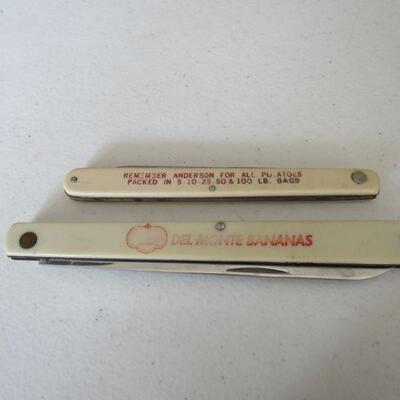 REMEMBER ANDERSON FOR ALL POTATOES
PACKED IN 5-10-25-50 & 100 LB. BAGS
DEL MONTE BANANAS